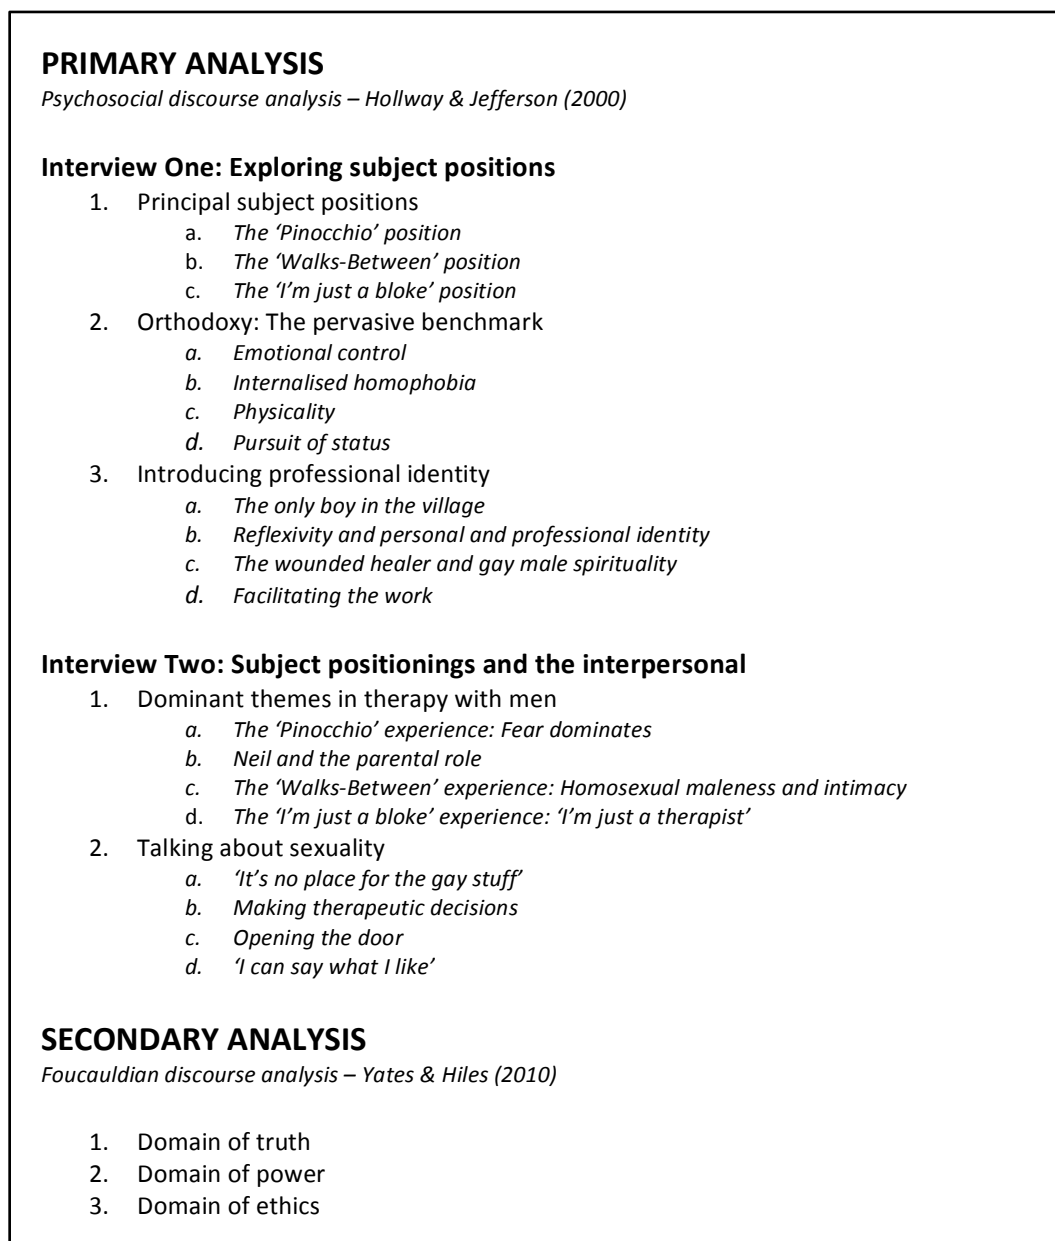 PRIMARY ANALYSIS
Psychosocial discourse analysis – Hollway & Jefferson (2000)
Interview One: Exploring subject positions
1. Principal subject positions
a. The ‘Pinocchio’ position
b. The ‘Walks-Between’ position
c. The ‘I’m just a bloke’ position
2. Orthodoxy: The pervasive benchmark
a. Emotional control
b. Internalised homophobia
c. Physicality
d. Pursuit of status
3. Introducing professional identity
a. The only boy in the village
b. Reflexivity and personal and professional identity
c. The wounded healer and gay male spirituality
d. Facilitating the work
Interview Two: Subject positionings and the interpersonal
1. Dominant themes in therapy with men
a. The ‘Pinocchio’ experience: Fear dominates
b. Neil and the parental role
c. The ‘Walks-Between’ experience: Homosexual maleness and intimacy
d. The ‘I’m just a bloke’ experience: ‘I’m just a therapist’
2. Talking about sexuality
a. ‘It’s no place for the gay stuff’
b. Making therapeutic decisions
c. Opening the door
d. ‘I can say what I like’
SECONDARY ANALYSIS
Foucauldian discourse analysis – Yates & Hiles (2010)
1. Domain of truth
2. Domain of power
3. Domain of ethics